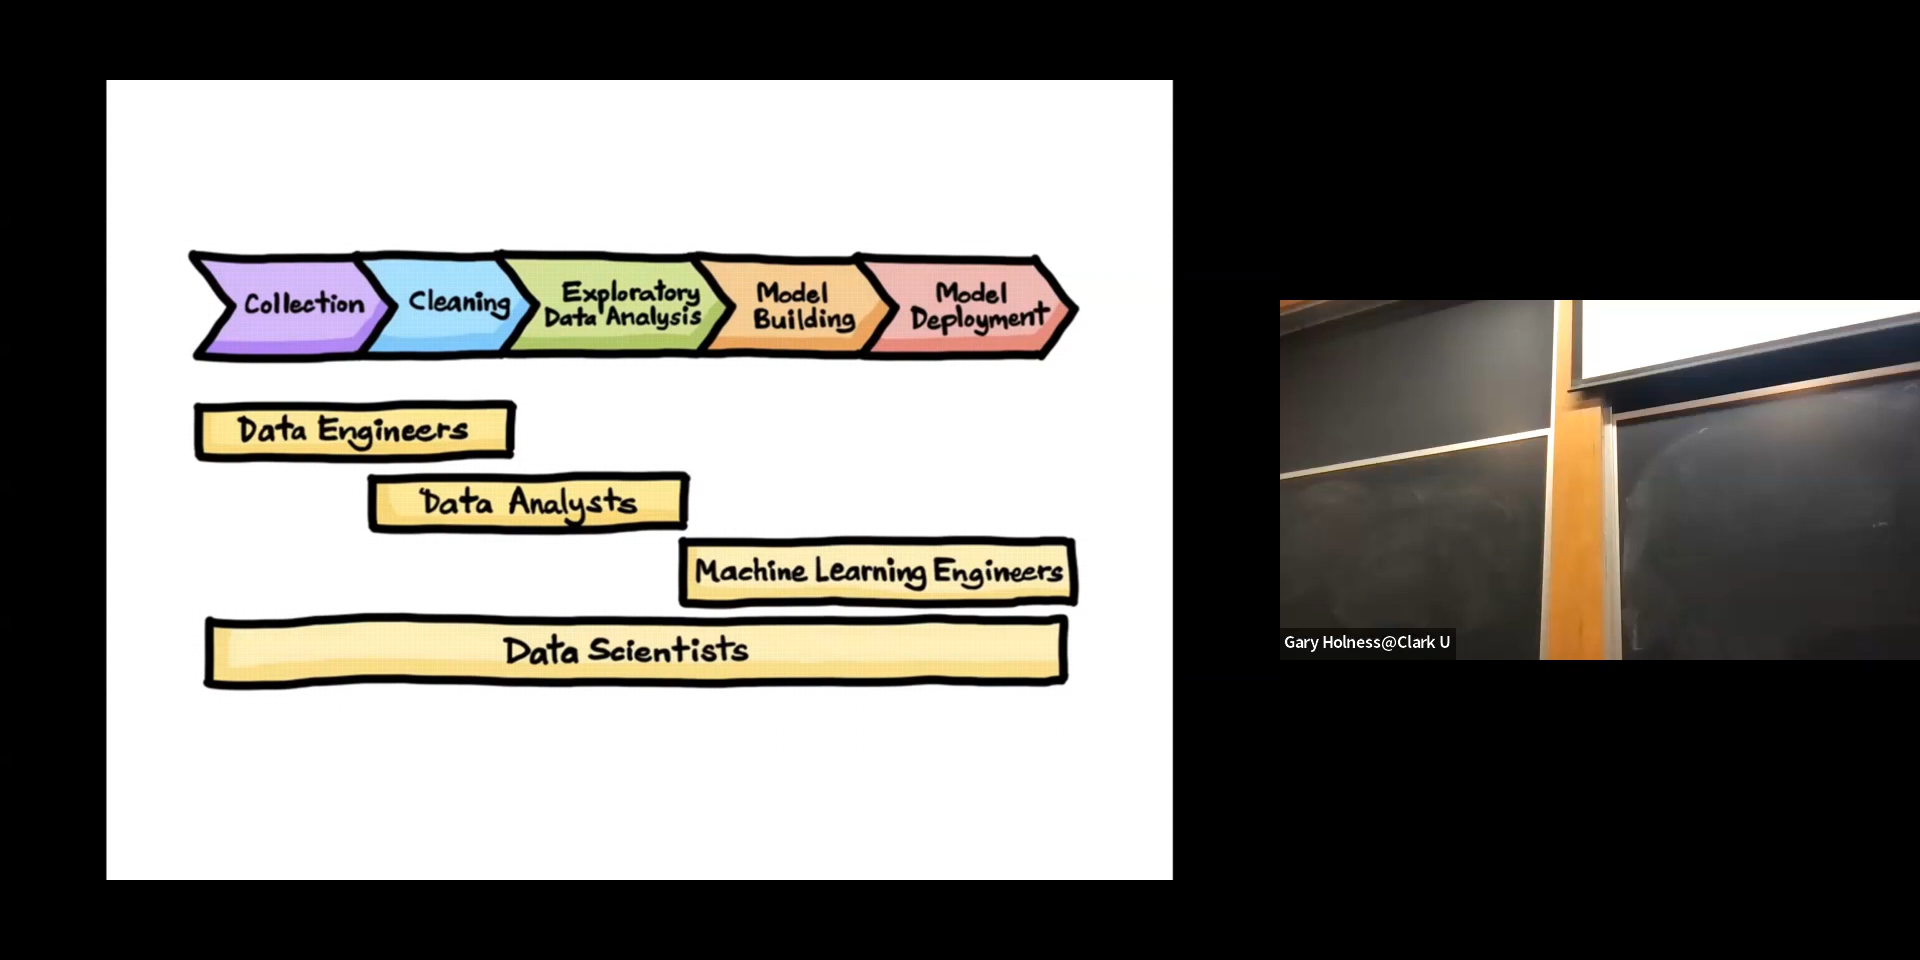 Collection
Cleaning
Exploratory
Data Analysis
Model
Building
Model
Deployment
Data Engineers
Data Analysts
Machine Learning Engineers
Data Scientists
Gary Holness@Clark U